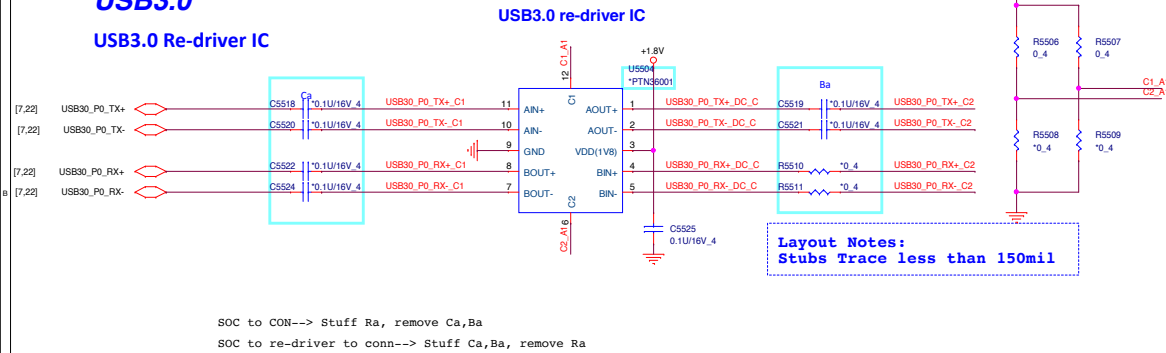 USB3.0
USB3.0 Re-driver IC
USB3.0 re-driver IC
+1.8V
U5504
*PTN36001
C1_A1
12
C1
Ca
Ba
[7,22] USB30_P0_TX+ C5518 *0.1U/16V_4 USB30_P0_TX+_C1 11 AIN+ AOUT+ 1 USB30_P0_TX+_DC_C C5519 *0.1U/16V_4 USB30_P0_TX+_C2
[7,22] USB30_P0_TX- C5520 *0.1U/16V_4 USB30_P0_TX-_C1 10 AIN- AOUT- 2 USB30_P0_TX-_DC_C C5521 *0.1U/16V_4 USB30_P0_TX-_C2
9 GND VDD(1V8) 3
[7,22] USB30_P0_RX+ C5522 *0.1U/16V_4 USB30_P0_RX+_C1 8 BOUT+ BIN+ 4 USB30_P0_RX+_DC_C R5510 *0_4 USB30_P0_RX+_C2
B [7,22] USB30_P0_RX- C5524 *0.1U/16V_4 USB30_P0_RX-_C1 7 BOUT- BIN- 5 USB30_P0_RX-_DC_C R5511 *0_4 USB30_P0_RX-_C2
C2
6
C2_A1
C5525
0.1U/16V_4
R5506
0_4
R5507
0_4
C1_A
C2_A
R5508
*0_4
R5509
*0_4
Layout Notes:
Stubs Trace less than 150mil
SOC to CON--> Stuff Ra, remove Ca,Ba
SOC to re-driver to conn--> Stuff Ca,Ba, remove Ra